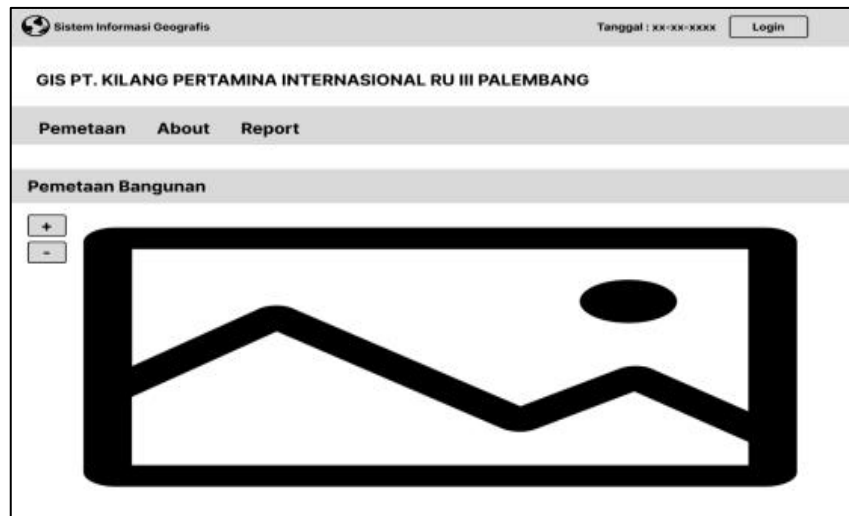 Sistem Informasi Geografis
Tanggal : xx-xx-xxxx
Login
GIS PT. KILANG PERTAMINA INTERNASIONAL RU III PALEMBANG
Pemetaan About Report
Pemetaan Bangunan
+
-